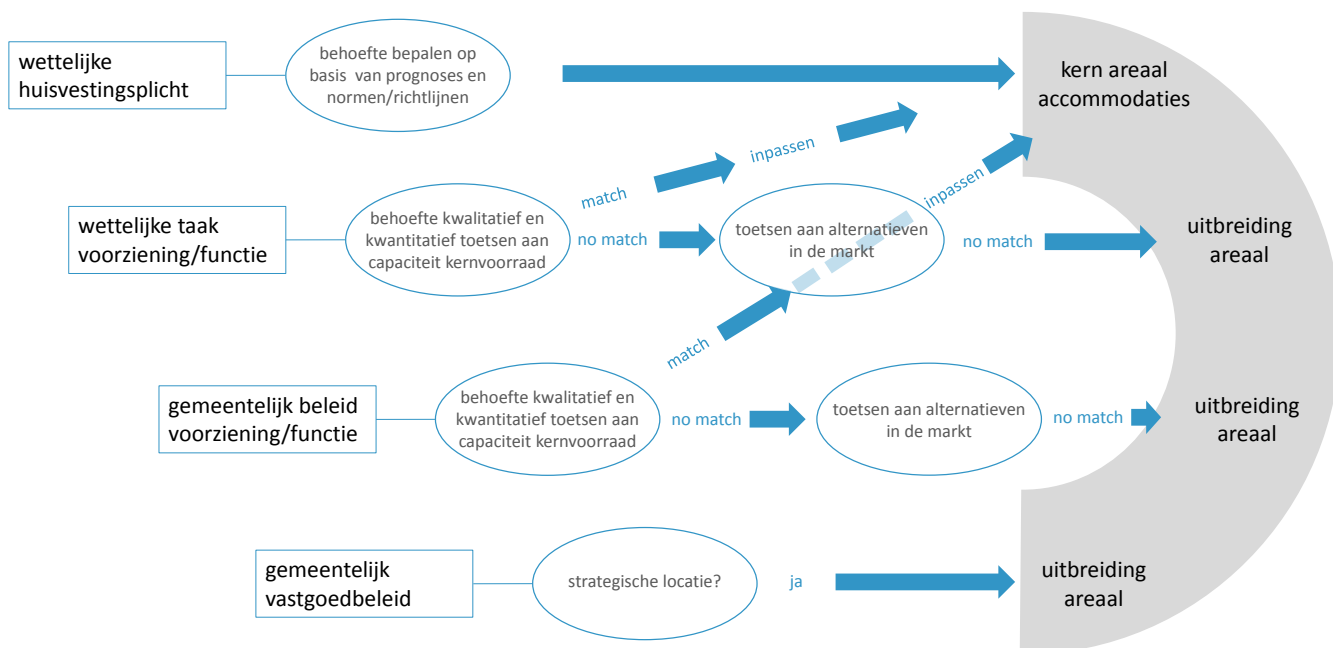 wettelijke
huisvestingsplicht
behoefte bepalen op
basis van prognoses en
normen/richtlijnen
kern areaal
accommodaties
wettelijke taak
voorziening/functie
behoefte kwalitatief en
kwantitatief toetsen aan
capaciteit kernvoorraad
match
inpassen
no match
toetsen aan alternatieven
in de markt
inpassen
no match
uitbreiding
areaal
gemeentelijk beleid
voorziening/functie
behoefte kwalitatief en
kwantitatief toetsen aan
capaciteit kernvoorraad
match
no match
toetsen aan alternatieven
in de markt
no match
uitbreiding
areaal
gemeentelijk
vastgoedbeleid
strategische locatie?
ja
uitbreiding
areaal